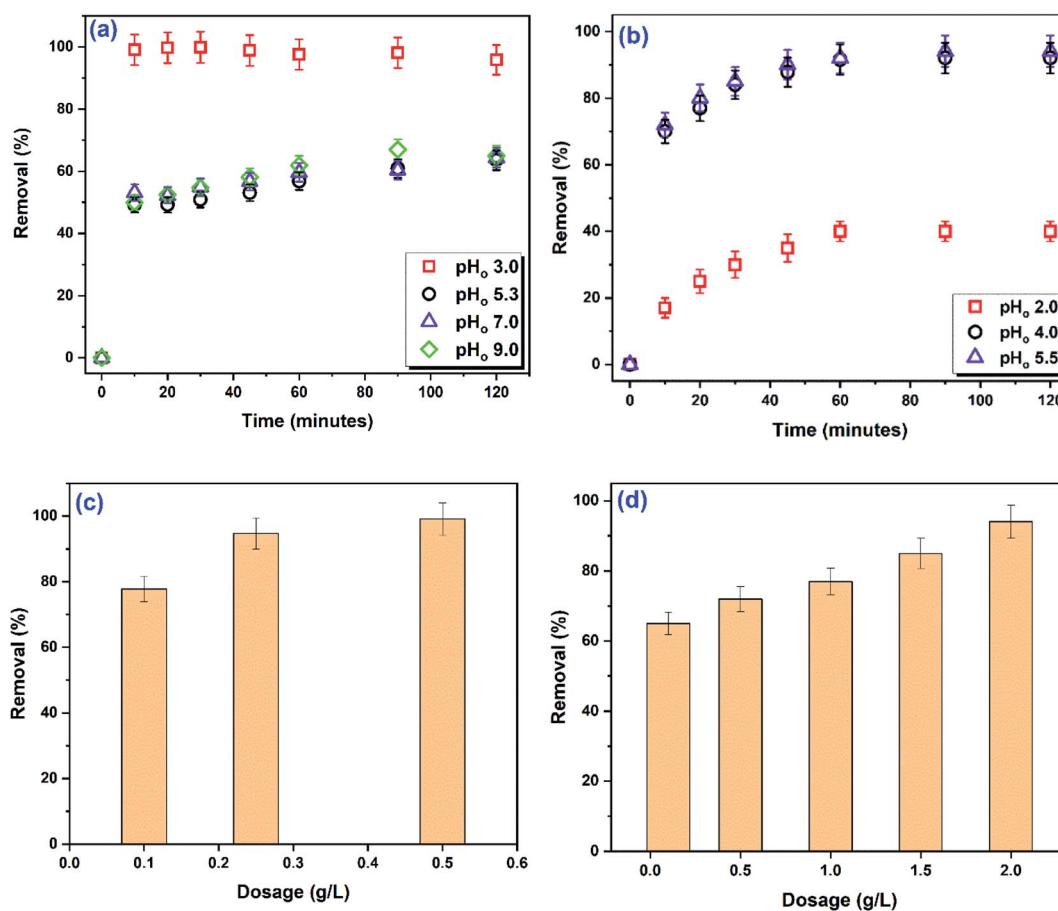 (a)
100
80
60
40
20
0
Removal (%)
pHo 3.0
pHo 5.3
pHo 7.0
pHo 9.0
0 20 40 60 80 100 120
Time (minutes)
(b)
100
80
60
40
20
0
Removal (%)
pHo 2.0
pHo 4.0
pHo 5.5
0 20 40 60 80 100 120
Time (minutes)
(c)
100
80
60
40
20
0
Removal (%)
0.0 0.1 0.2 0.3 0.4 0.5 0.6
Dosage (g/L)
(d)
100
80
60
40
20
0
Removal (%)
0.0 0.5 1.0 1.5 2.0
Dosage (g/L)